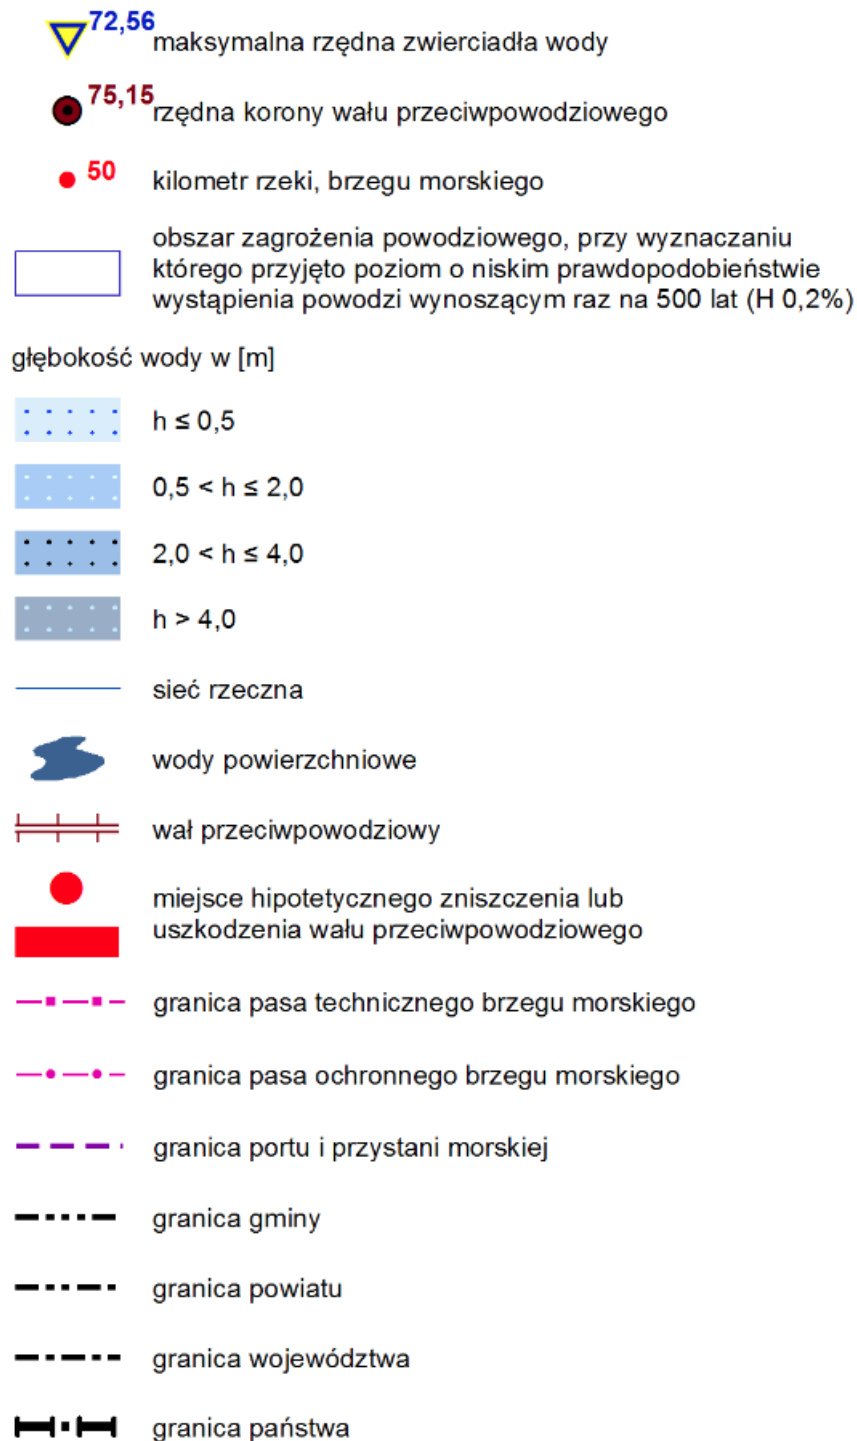 72,56
maksymalna rzędna zwierciadła wody
75,15
rzędna korony wału przeciwpowodziowego
50
kilometr rzeki, brzegu morskiego
obszar zagrożenia powodziowego, przy wyznaczaniu
którego przyjęto poziom o niskim prawdopodobieństwie
wystąpienia powodzi wynoszącym raz na 500 lat (H 0,2%)
głębokość wody w [m]
h ≤ 0,5
0,5 < h ≤ 2,0
2,0 < h ≤ 4,0
h > 4,0
sieć rzeczna
wody powierzchniowe
wał przeciwpowodziowy
miejsce hipotetycznego zniszczenia lub
uszkodzenia wału przeciwpowodziowego
granica pasa technicznego brzegu morskiego
granica pasa ochronnego brzegu morskiego
granica portu i przystani morskiej
granica gminy
granica powiatu
granica województwa
granica państwa